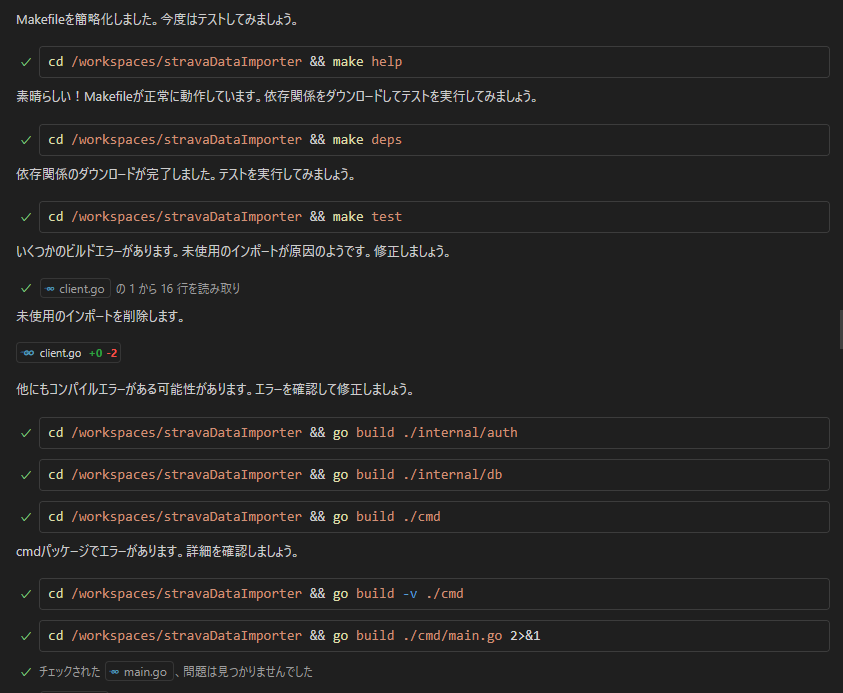 Makefileを簡略化しました。今度はテストしてみましょう。
cd /workspaces/stravaDataImporter && make help
素晴らしい！Makefileが正常に動作しています。依存関係をダウンロードしてテストを実行してみましょう。
cd /workspaces/stravaDataImporter && make deps
依存関係のダウンロードが完了しました。テストを実行してみましょう。
cd /workspaces/stravaDataImporter && make test
いくつかのビルドエラーがあります。未使用のインポートが原因のようです。修正しましょう。
client.go の 1 から 16 行を読み取り
未使用のインポートを削除します。
client.go +0 -2
他にもコンパイルエラーがある可能性があります。エラーを確認して修正しましょう。
cd /workspaces/stravaDataImporter && go build ./internal/auth
cd /workspaces/stravaDataImporter && go build ./internal/db
cd /workspaces/stravaDataImporter && go build ./cmd
cmdパッケージでエラーがあります。詳細を確認しましょう。
cd /workspaces/stravaDataImporter && go build -v ./cmd
cd /workspaces/stravaDataImporter && go build ./cmd/main.go 2>&1
チェックされた main.go 、問題は見つかりませんでした